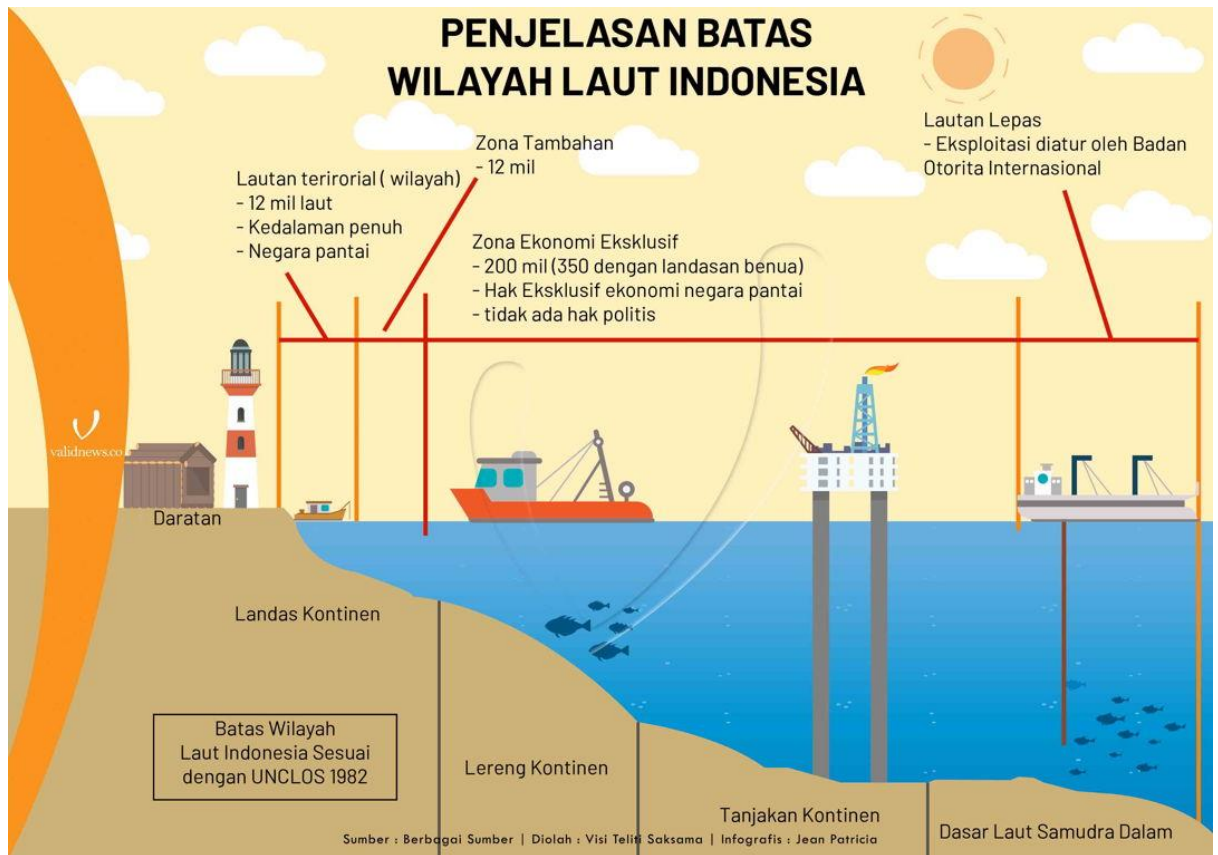 PENJELASAN BATAS
WILAYAH LAUT INDONESIA
Lautan terirorial ( wilayah)
- 12 mil laut
- Kedalaman penuh
- Negara pantai
Zona Tambahan
- 12 mil
Zona Ekonomi Eksklusif
- 200 mil (350 dengan landasan benua)
- Hak Eksklusif ekonomi negara pantai
- tidak ada hak politis
Lautan Lepas
- Eksploitasi diatur oleh Badan
Otorita Internasional
validnews.co
Daratan
Landas Kontinen
Batas Wilayah
Laut Indonesia Sesuai
dengan UNCLOS 1982
Lereng Kontinen
Tanjakan Kontinen
Dasar Laut Samudra Dalam
Sumber : Berbagai Sumber | Diolah : Visi Teliti Saksama | Infografis : Jean Patricia